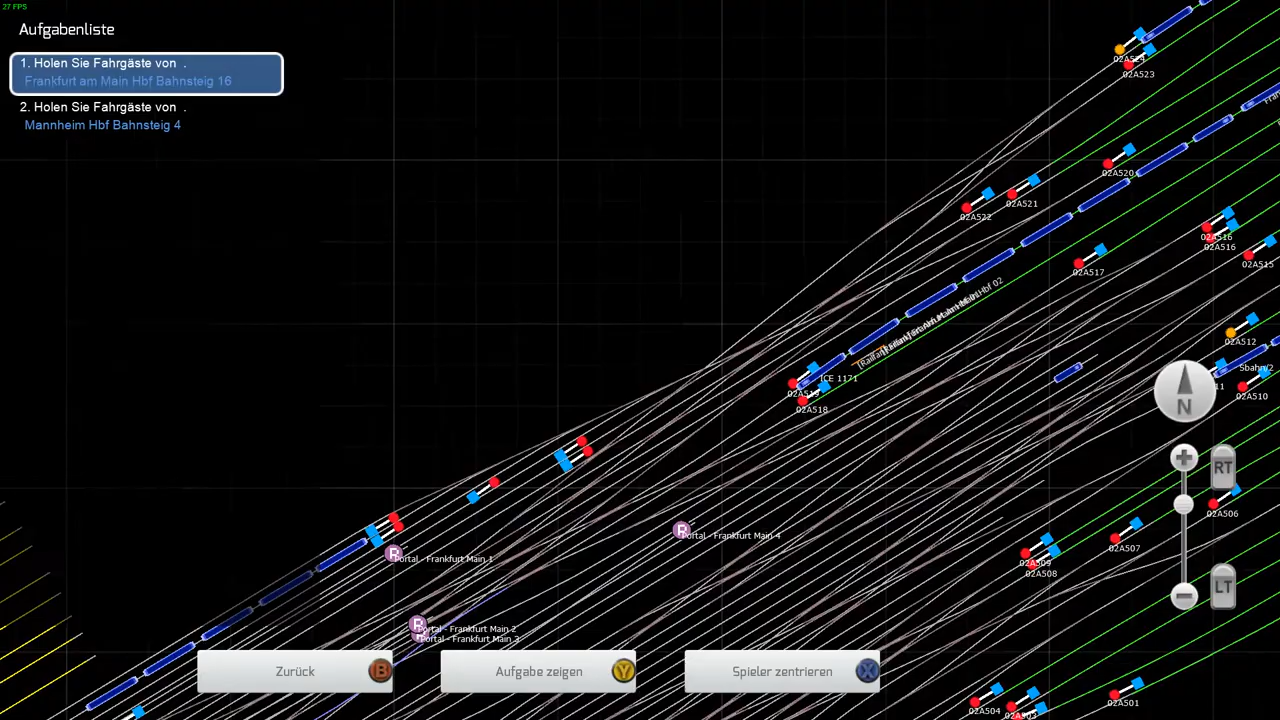 27 FPS
Aufgabenliste
1. Holen Sie Fahrgäste von .
Frankfurt am Main Hbf Bahnsteig 16
2. Holen Sie Fahrgäste von .
Mannheim Hbf Bahnsteig 4
02A524
02A523
02A520
02A522
02A521
02A516
02A516
02A515
02A517
02A512
Sbahn/2
02A510
ICE 1171
02A519
02A518
N
RT
02A506
02A507
02A509
02A508
LT
Portal - Frankfurt Main 4
Portal - Frankfurt Main 1
Portal - Frankfurt Main 2
Portal - Frankfurt Main 3
Zurück B
Aufgabe zeigen Y
Spieler zentrieren X
02A504
02A503
02A501